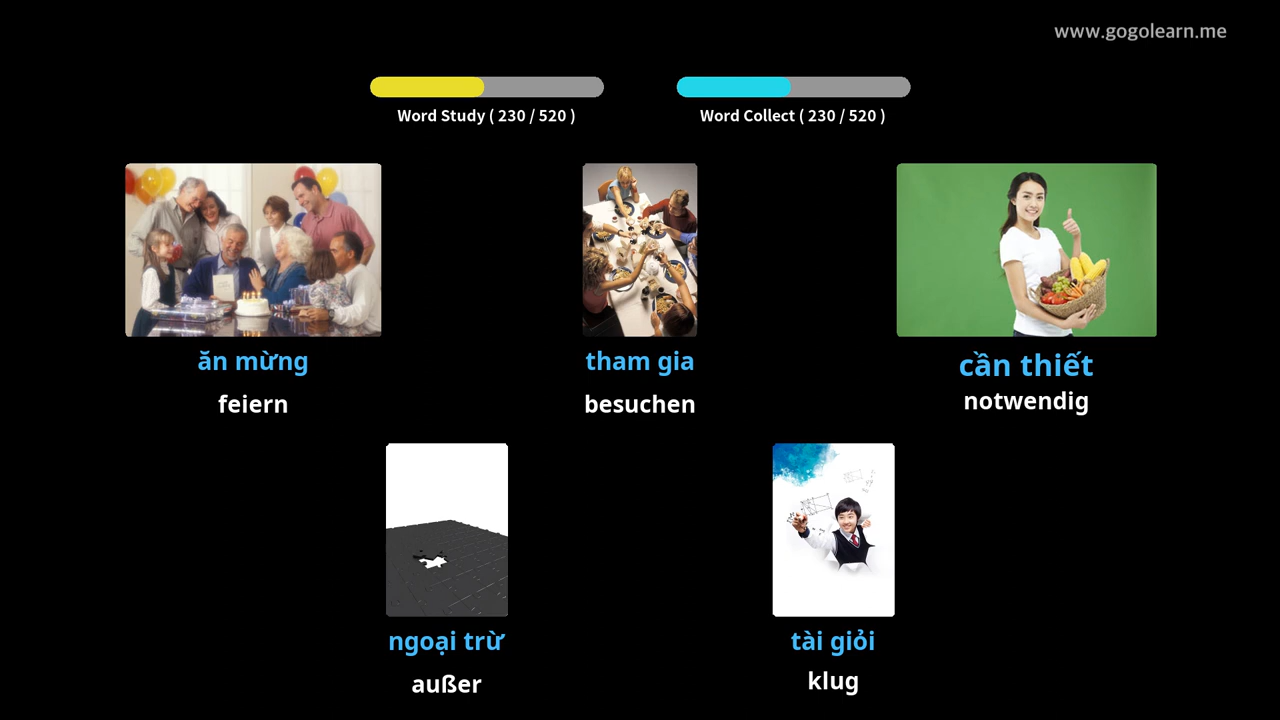 www.gogolearn.me
Word Study ( 230 / 520 )
Word Collect ( 230 / 520 )
ăn mừng
feiern
tham gia
besuchen
cần thiết
notwendig
ngoại trừ
außer
tài giỏi
klug